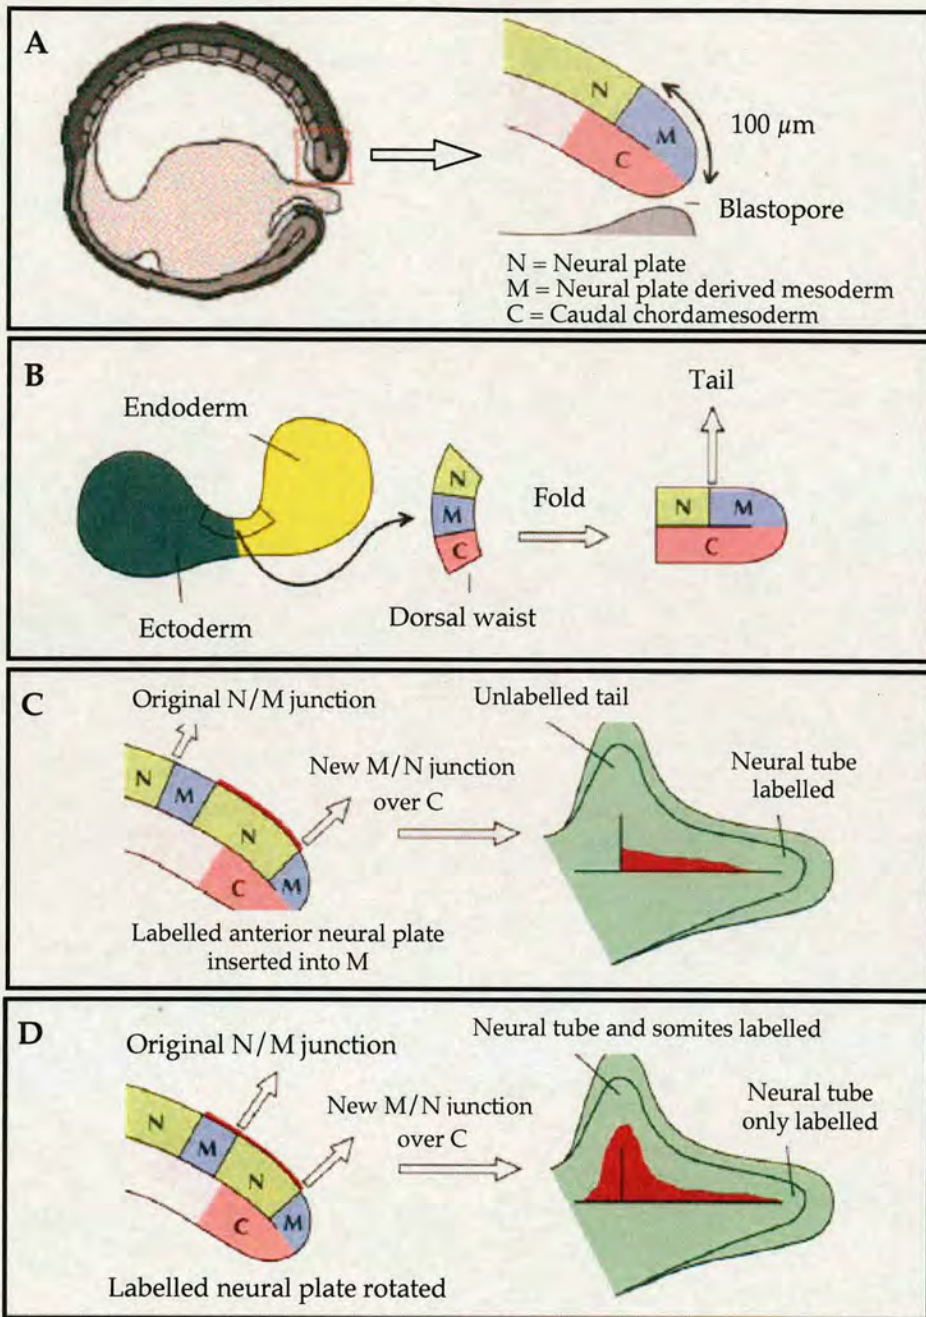 A
N
M
C
100 µm
Blastopore
N = Neural plate
M = Neural plate derived mesoderm
C = Caudal chordamesoderm
B
Endoderm
Ectoderm
N
M
C
Dorsal waist
Fold
Tail
N
M
C
C
Original N/M junction
New M/N junction
over C
N
M
N
C
M
Labelled anterior neural plate
inserted into M
Unlabelled tail
Neural tube
labelled
D
Original N/M junction
New M/N junction
over C
N
M
N
C
M
Labelled neural plate rotated
Neural tube and somites labelled
Neural tube
only labelled